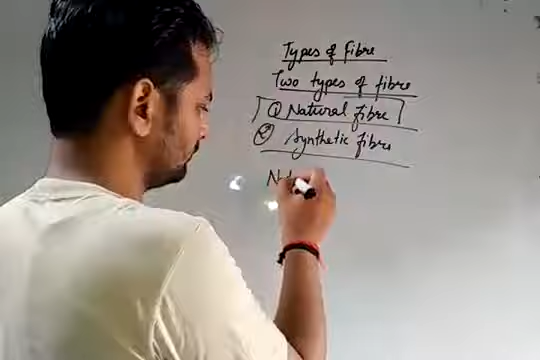 Types of Fibre
Two types of fibre
① Natural fibre
② Synthetic fibre